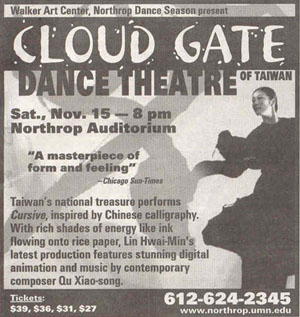 Walker Art Center, Northrop Dance Season present
CLOUD GATE
DANCE THEATRE OF TAIWAN
Sat., Nov. 15 — 8 pm
Northrop Auditorium
"A masterpiece of
form and feeling"
—Chicago Sun-Times
Taiwan's national treasure performs
Cursive, inspired by Chinese calligraphy.
With rich shades of energy like ink
flowing onto rice paper, Lin Hwai-Min's
latest production features stunning digital
animation and music by contemporary
composer Qu Xiao-song.
Tickets:
$39, $36, $31, $27
612-624-2345
www.northrop.umn.edu